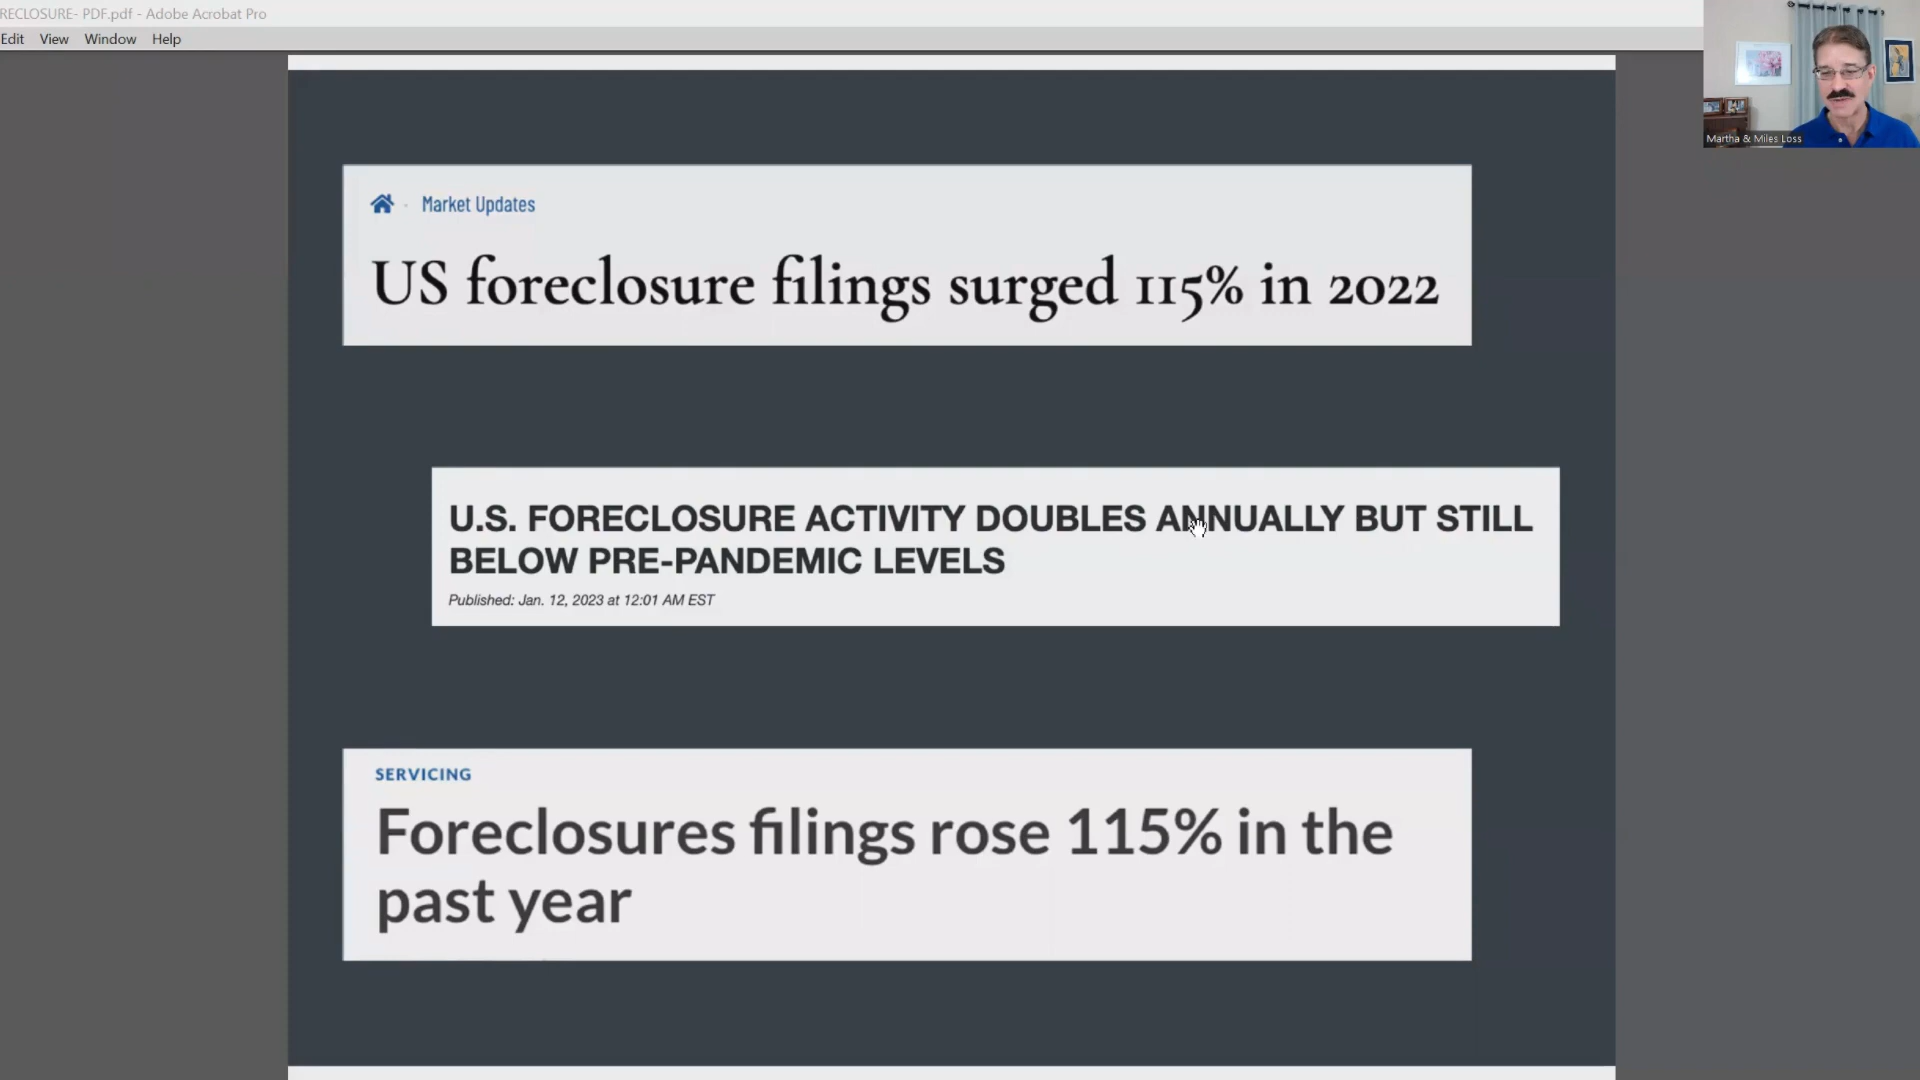 RECLOSURE- PDF.pdf - Adobe Acrobat Pro
Edit View Window Help
Martha & Miles Loss
Market Updates
US foreclosure filings surged 115% in 2022
U.S. FORECLOSURE ACTIVITY DOUBLES ANNUALLY BUT STILL
BELOW PRE-PANDEMIC LEVELS
Published: Jan. 12, 2023 at 12:01 AM EST
SERVICING
Foreclosures filings rose 115% in the
past year